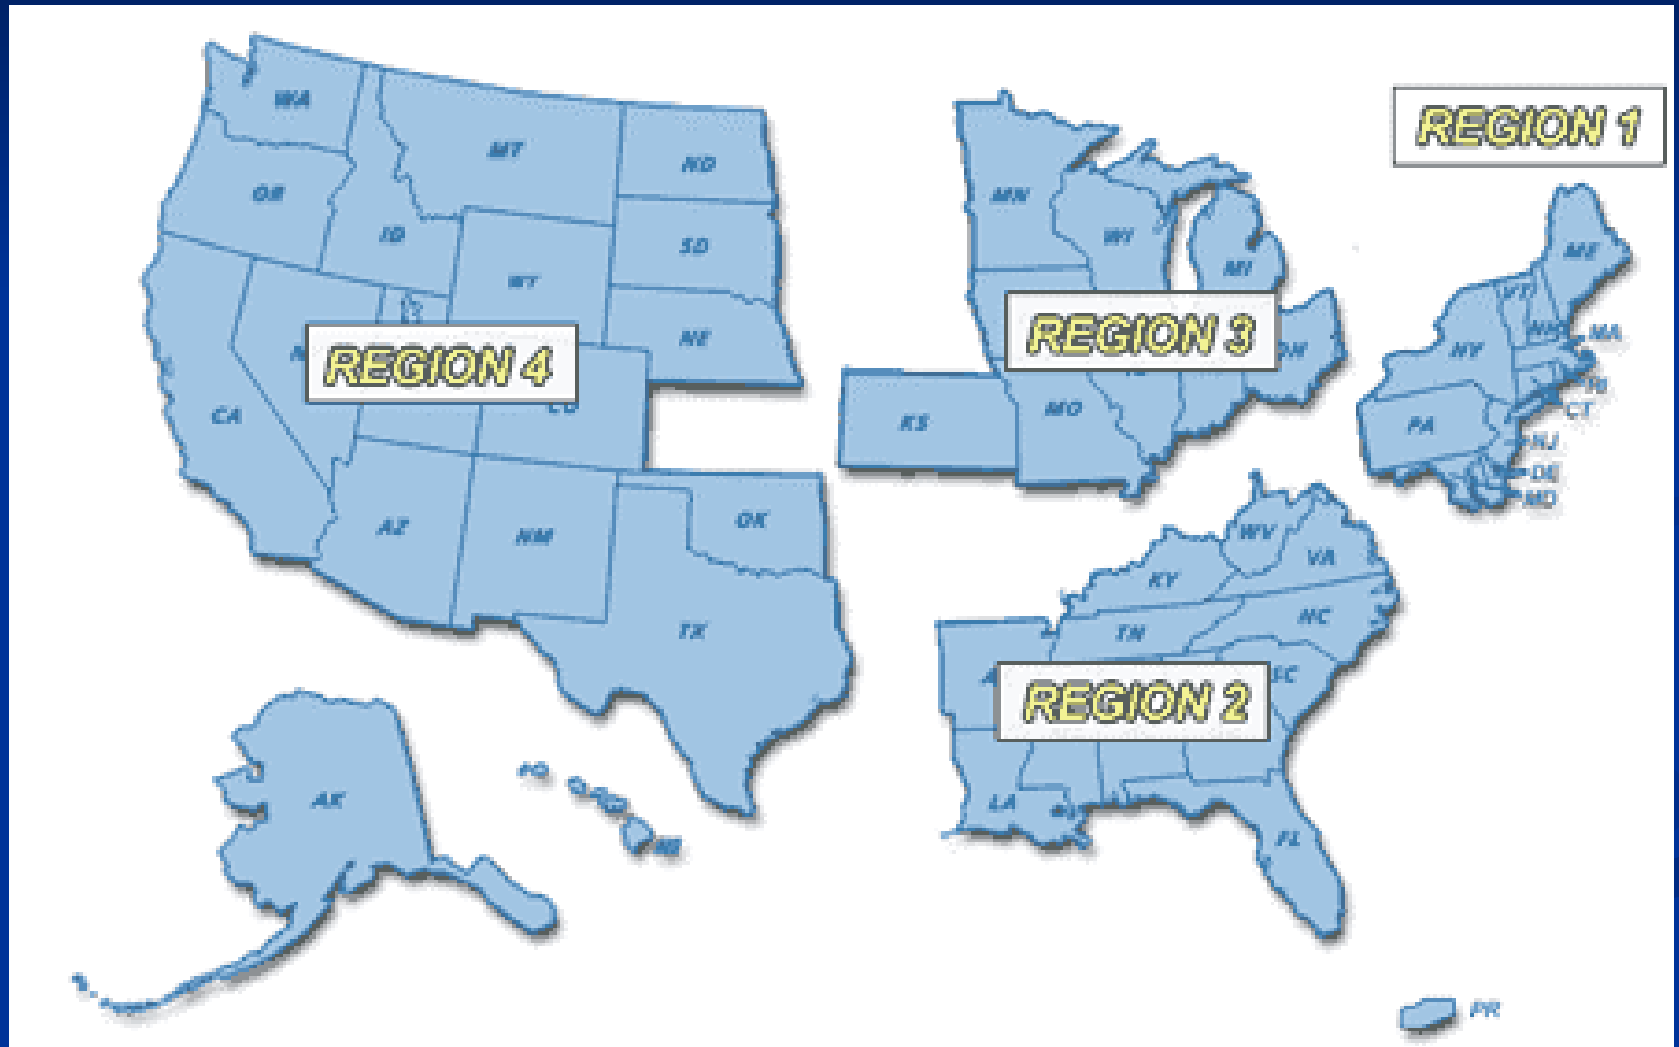 WA
MT
ND
MN
REGION 1
OR
ID
SD
WI
MI
ME
WY
VT
NH
MA
NE
REGION 3
OH
NY
REGION 4
RI
CA
CO
KS
MO
PA
CT
NJ
DE
MD
AZ
NM
OK
WV
VA
KY
TX
TN
NC
SC
REGION 2
AK
LA
FL
HI
PR